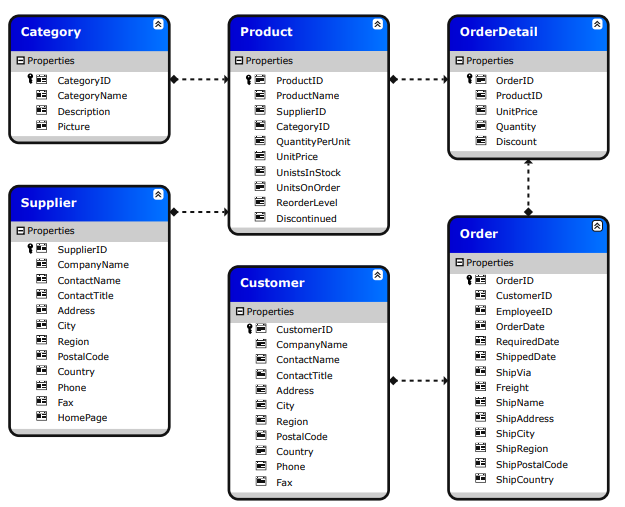 Category
Properties
CategoryID
CategoryName
Description
Picture
Product
Properties
ProductID
ProductName
SupplierID
CategoryID
QuantityPerUnit
UnitPrice
UnistsInStock
UnitsOnOrder
ReorderLevel
Discontinued
OrderDetail
Properties
OrderID
ProductID
UnitPrice
Quantity
Discount
Supplier
Properties
SupplierID
CompanyName
ContactName
ContactTitle
Address
City
Region
PostalCode
Country
Phone
Fax
HomePage
Customer
Properties
CustomerID
CompanyName
ContactName
ContactTitle
Address
City
Region
PostalCode
Country
Phone
Fax
Order
Properties
OrderID
CustomerID
EmployeeID
OrderDate
RequiredDate
ShippedDate
ShipVia
Freight
ShipName
ShipAddress
ShipCity
ShipRegion
ShipPostalCode
ShipCountry